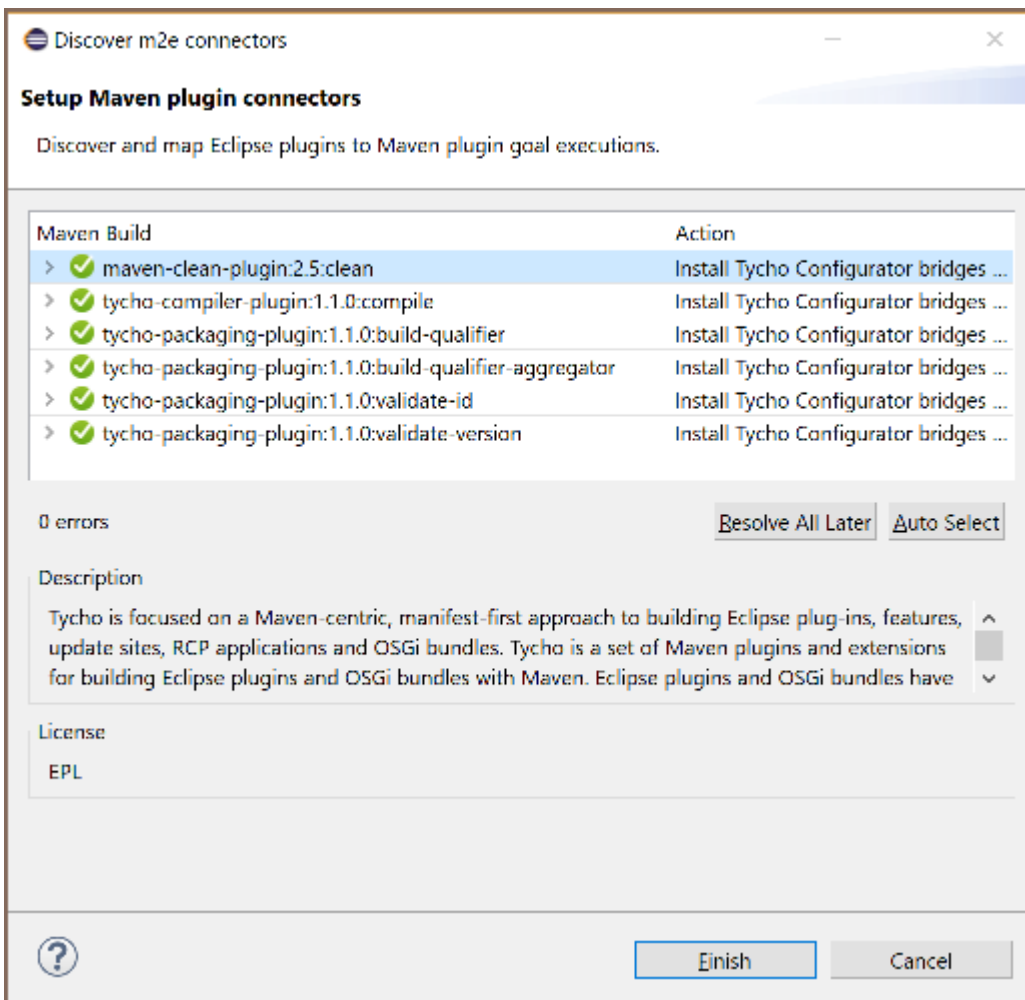 Discover m2e connectors
Setup Maven plugin connectors
Discover and map Eclipse plugins to Maven plugin goal executions.
Maven Build Action
maven-clean-plugin:2.5:clean Install Tycho Configurator bridges ...
tycho-compiler-plugin:1.1.0:compile Install Tycho Configurator bridges ...
tycho-packaging-plugin:1.1.0:build-qualifier Install Tycho Configurator bridges ...
tycho-packaging-plugin:1.1.0:build-qualifier-aggregator Install Tycho Configurator bridges ...
tycho-packaging-plugin:1.1.0:validate-id Install Tycho Configurator bridges ...
tycho-packaging-plugin:1.1.0:validate-version Install Tycho Configurator bridges ...
0 errors Resolve All Later Auto Select
Description
Tycho is focused on a Maven-centric, manifest-first approach to building Eclipse plug-ins, features,
update sites, RCP applications and OSGi bundles. Tycho is a set of Maven plugins and extensions
for building Eclipse plugins and OSGi bundles with Maven. Eclipse plugins and OSGi bundles have
License
EPL
? Finish Cancel